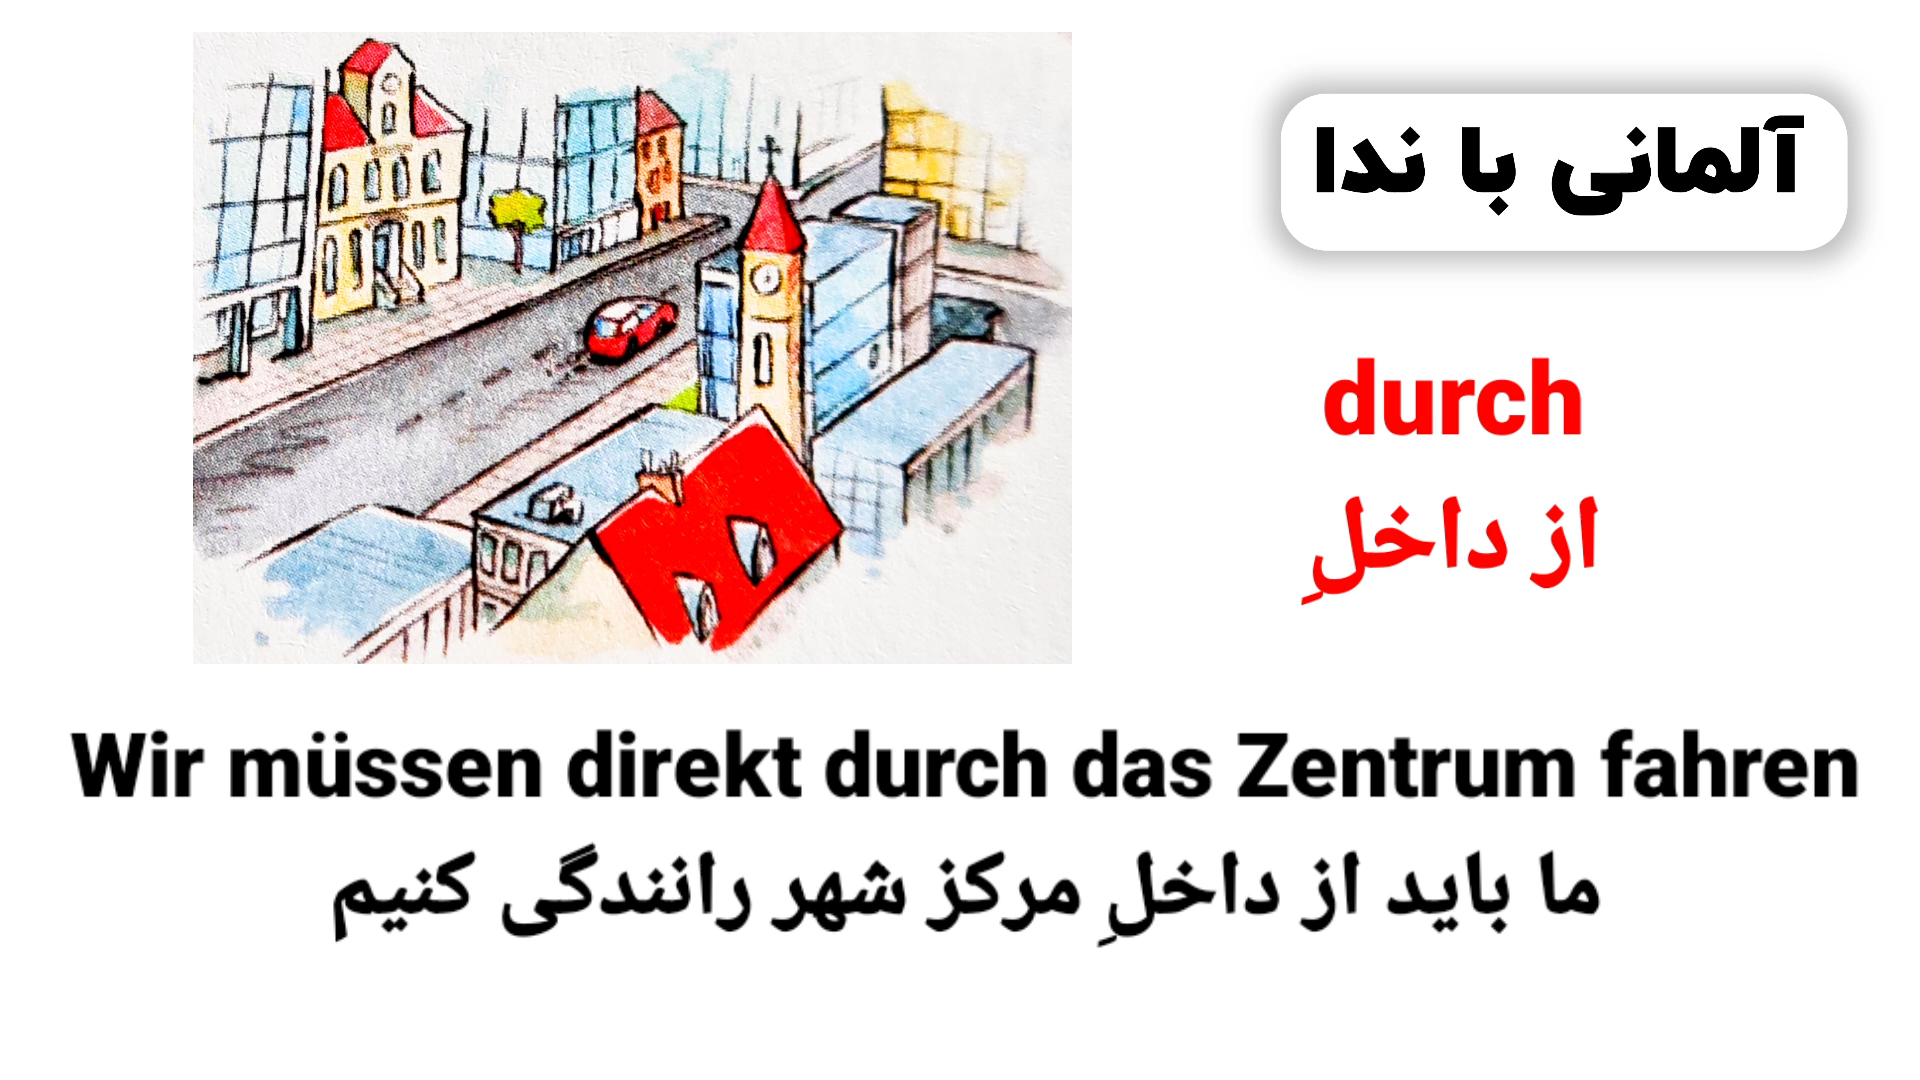 آلمانی با ندا
durch
از داخلِ
Wir müssen direkt durch das Zentrum fahren
ما باید از داخلِ مرکز شهر رانندگی کنیم